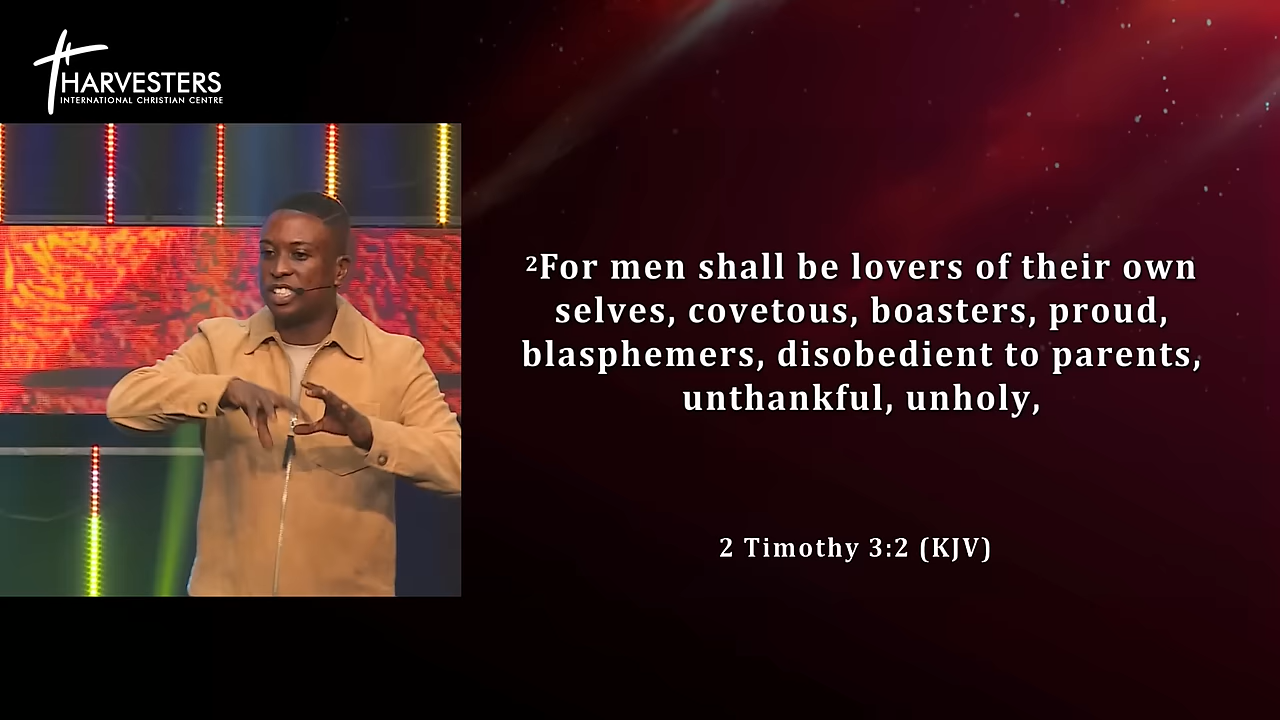 HARVESTERS
INTERNATIONAL CHRISTIAN CENTRE
²For men shall be lovers of their own
selves, covetous, boasters, proud,
blasphemers, disobedient to parents,
unthankful, unholy,
2 Timothy 3:2 (KJV)